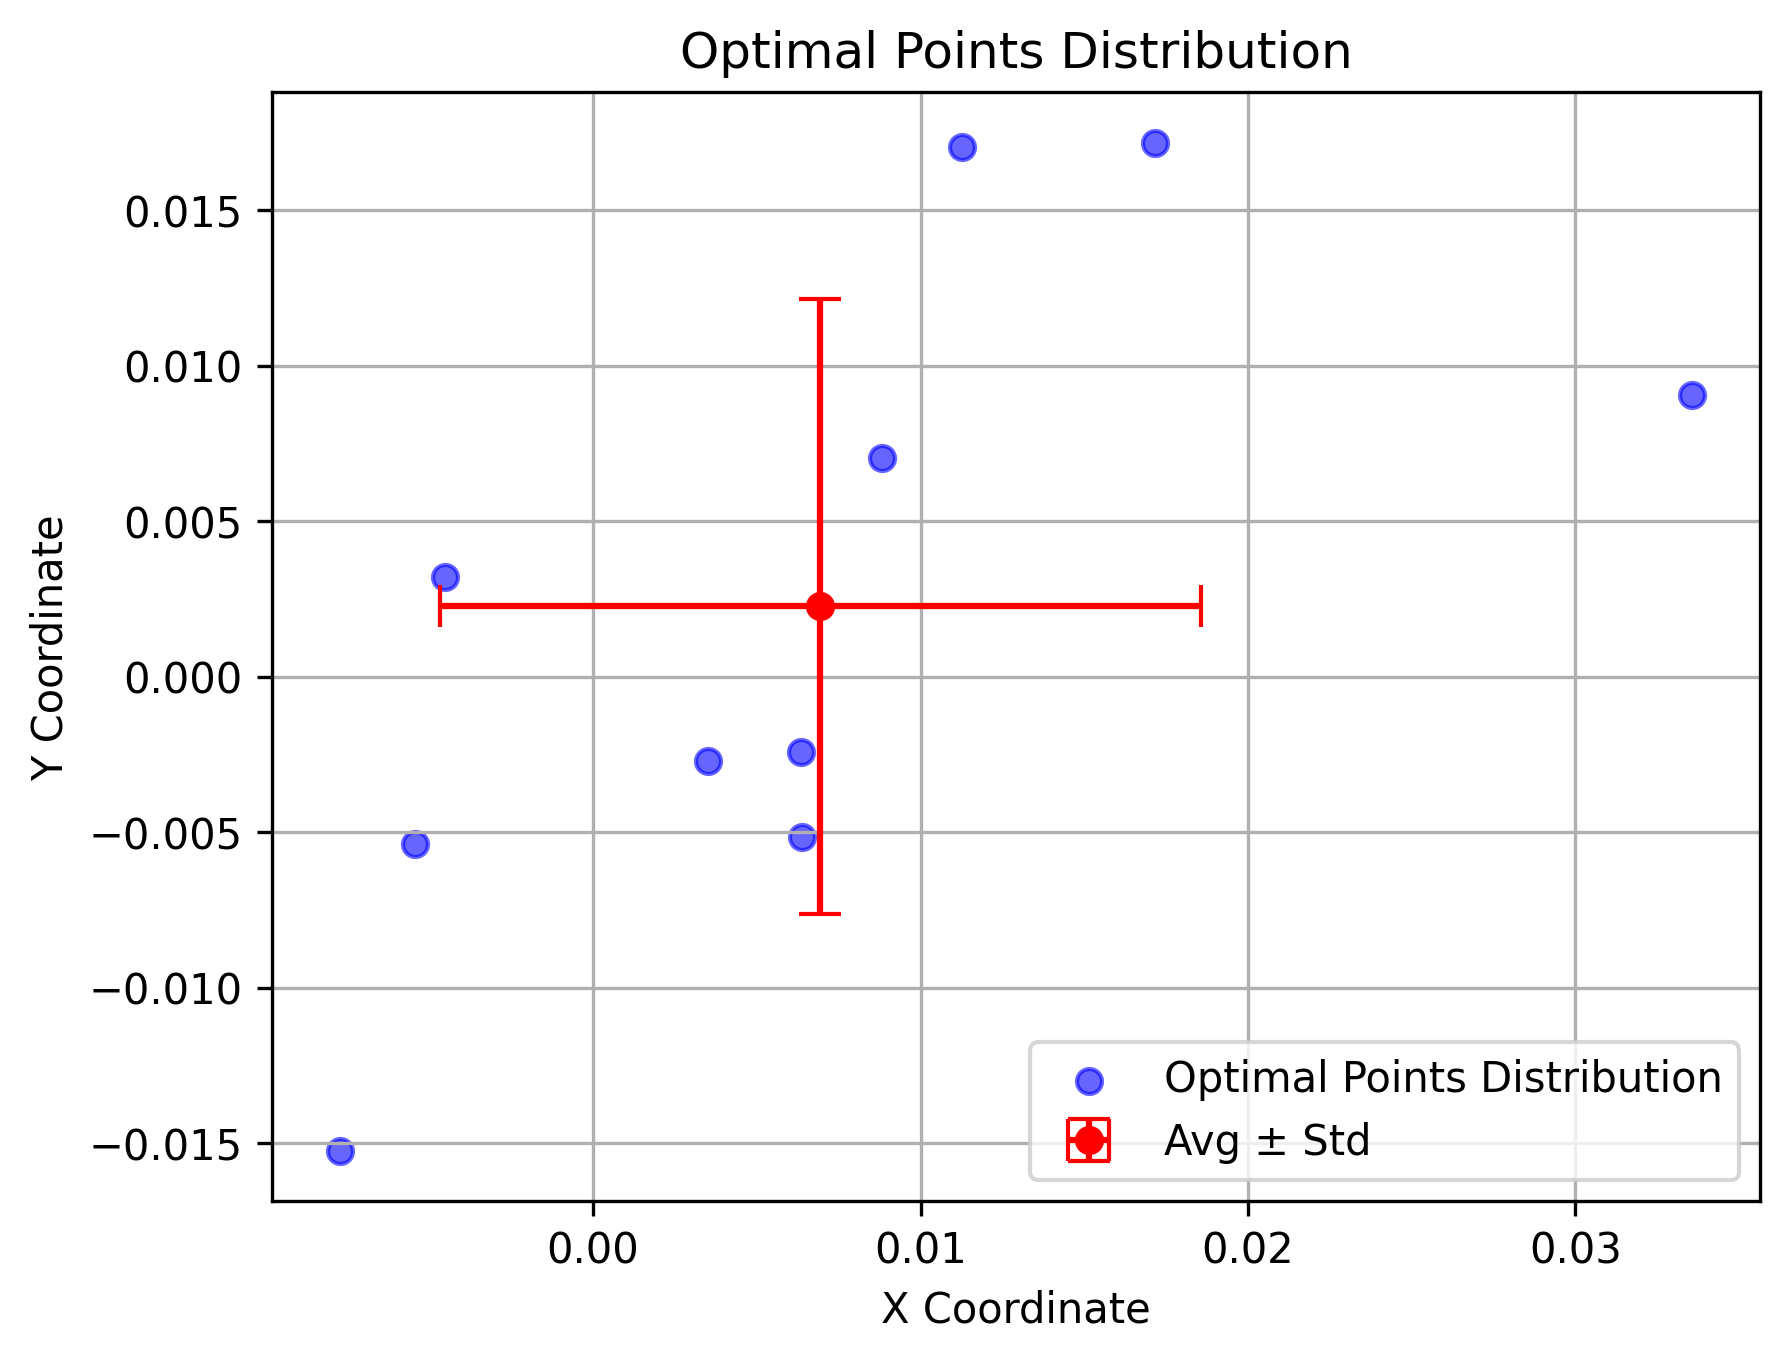 Optimal Points Distribution
0.015
0.010
0.005
0.000
−0.005
−0.010
−0.015
Y Coordinate
0.00
0.01
0.02
0.03
X Coordinate
Optimal Points Distribution
Avg ± Std